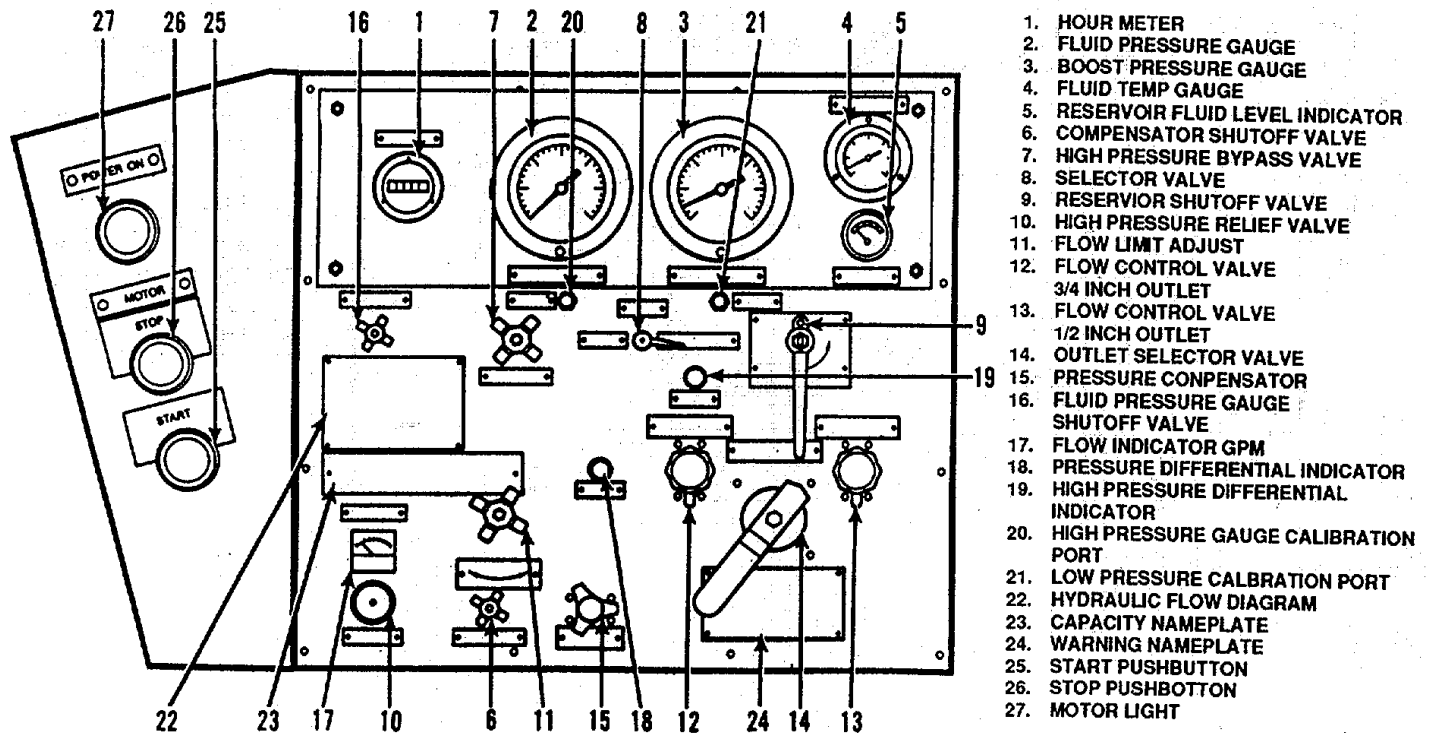 27
26
25
16
1
7
2
20
8
3
21
4
5
POWER ON
MOTOR
STOP
START
9
19
22
23
17
10
6
11
15
18
12
24
14
13
1. HOUR METER
2. FLUID PRESSURE GAUGE
3. BOOST PRESSURE GAUGE
4. FLUID TEMP GAUGE
5. RESERVOIR FLUID LEVEL INDICATOR
6. COMPENSATOR SHUTOFF VALVE
7. HIGH PRESSURE BYPASS VALVE
8. SELECTOR VALVE
9. RESERVIOR SHUTOFF VALVE
10. HIGH PRESSURE RELIEF VALVE
11. FLOW LIMIT ADJUST
12. FLOW CONTROL VALVE
3/4 INCH OUTLET
13. FLOW CONTROL VALVE
1/2 INCH OUTLET
14. OUTLET SELECTOR VALVE
15. PRESSURE CONPENSATOR
16. FLUID PRESSURE GAUGE
SHUTOFF VALVE
17. FLOW INDICATOR GPM
18. PRESSURE DIFFERENTIAL INDICATOR
19. HIGH PRESSURE DIFFERENTIAL
INDICATOR
20. HIGH PRESSURE GAUGE CALIBRATION
PORT
21. LOW PRESSURE CALBRATION PORT
22. HYDRAULIC FLOW DIAGRAM
23. CAPACITY NAMEPLATE
24. WARNING NAMEPLATE
25. START PUSHBUTTON
26. STOP PUSHBOTTON
27. MOTOR LIGHT